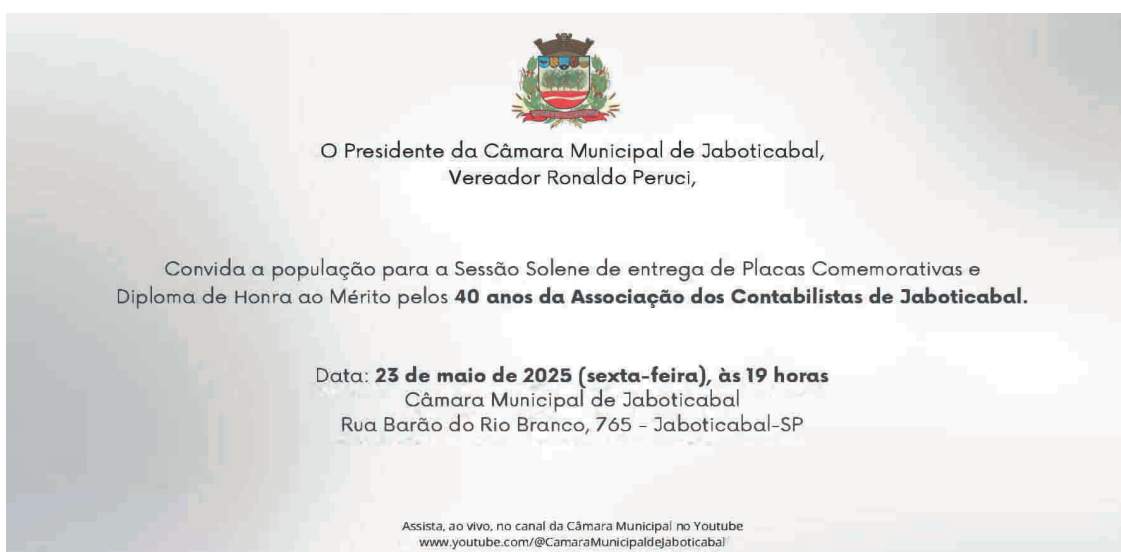 O Presidente da Câmara Municipal de Jaboticabal,
Vereador Ronaldo Peruci,
Convida a população para a Sessão Solene de entrega de Placas Comemorativas e
Diploma de Honra ao Mérito pelos 40 anos da Associação dos Contabilistas de Jaboticabal.
Data: 23 de maio de 2025 (sexta-feira), às 19 horas
Câmara Municipal de Jaboticabal
Rua Barão do Rio Branco, 765 - Jaboticabal-SP
Assista, ao vivo, no canal da Câmara Municipal no Youtube
www.youtube.com/@CamaraMunicipaldeJaboticabal